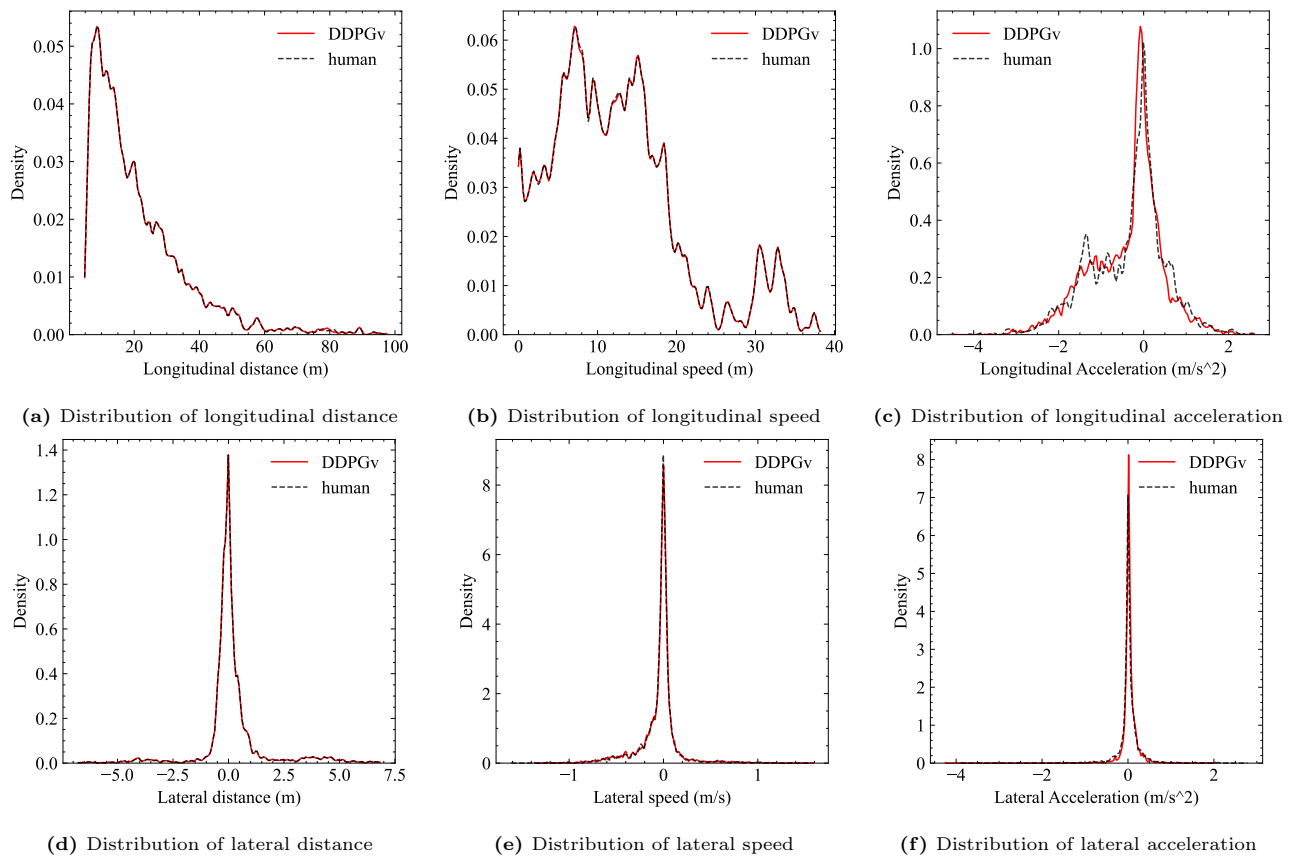 DDPGv
human
Density
0.05
0.04
0.03
0.02
0.01
0.00
0 20 40 60 80 100
Longitudinal distance (m)
(a) Distribution of longitudinal distance
DDPGv
human
Density
0.06
0.05
0.04
0.03
0.02
0.01
0.00
0 10 20 30 40
Longitudinal speed (m)
(b) Distribution of longitudinal speed
DDPGv
human
Density
1.0
0.8
0.6
0.4
0.2
0.0
−4 −2 0 2
Longitudinal Acceleration (m/s^2)
(c) Distribution of longitudinal acceleration
DDPGv
human
Density
1.4
1.2
1.0
0.8
0.6
0.4
0.2
0.0
−5.0 −2.5 0.0 2.5 5.0 7.5
Lateral distance (m)
(d) Distribution of lateral distance
DDPGv
human
Density
8
6
4
2
0
−1 0 1
Lateral speed (m/s)
(e) Distribution of lateral speed
DDPGv
human
Density
8
7
6
5
4
3
2
1
0
−4 −2 0 2
Lateral Acceleration (m/s^2)
(f) Distribution of lateral acceleration